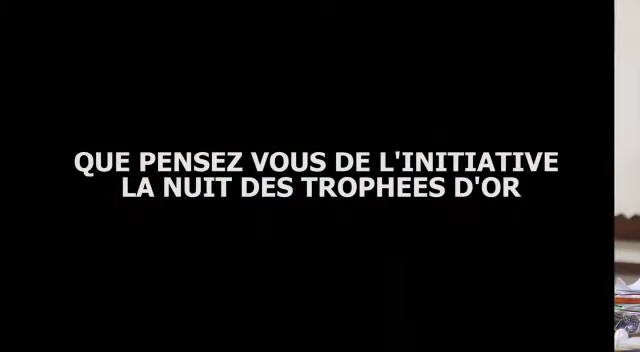 QUE PENSEZ VOUS DE L'INITIATIVE
LA NUIT DES TROPHEES D'OR